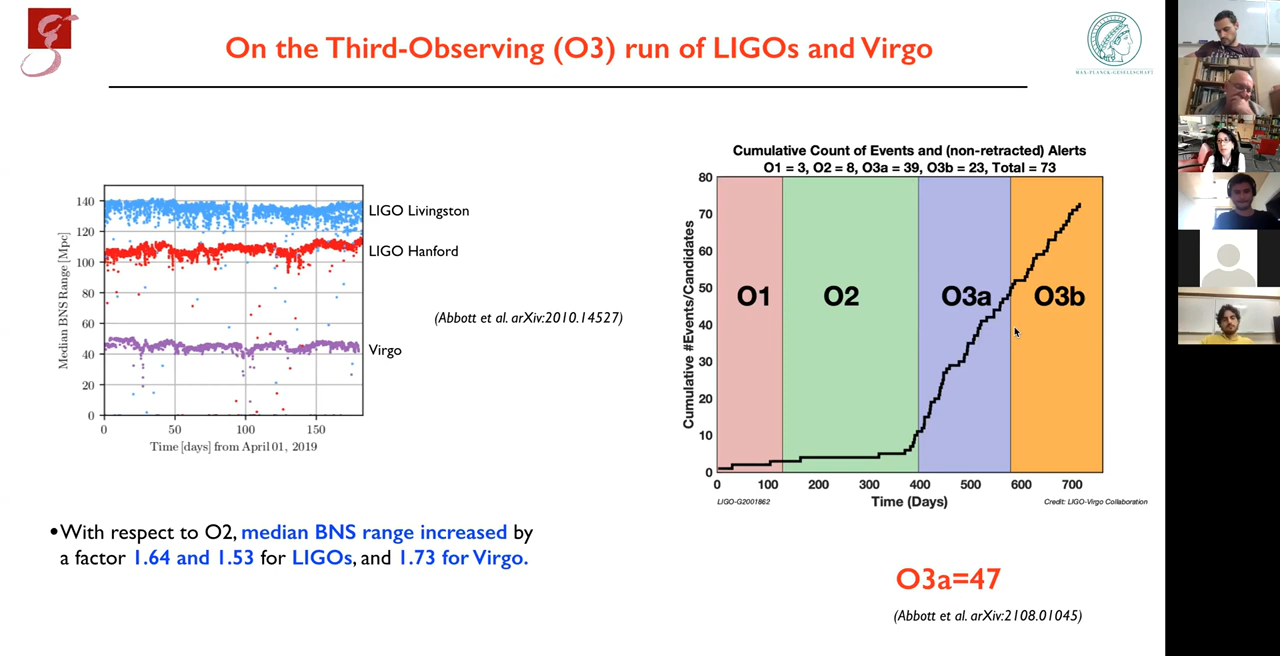 On the Third-Observing (O3) run of LIGOs and Virgo
MAX-PLANCK-GESELLSCHAFT
140
120
100
80
60
40
20
0
Median BNS Range [Mpc]
0 50 100 150
Time [days] from April 01, 2019
LIGO Livingston
LIGO Hanford
Virgo
(Abbott et al. arXiv:2010.14527)
•With respect to O2, median BNS range increased by
a factor 1.64 and 1.53 for LIGOs, and 1.73 for Virgo.
Cumulative Count of Events and (non-retracted) Alerts
O1 = 3, O2 = 8, O3a = 39, O3b = 23, Total = 73
80
70
60
50
40
30
20
10
0
Cumulative #Events/Candidates
O1 O2 O3a O3b
0 100 200 300 400 500 600 700
Time (Days)
LIGO-G2001862
Credit: LIGO-Virgo Collaboration
O3a=47
(Abbott et al. arXiv:2108.01045)